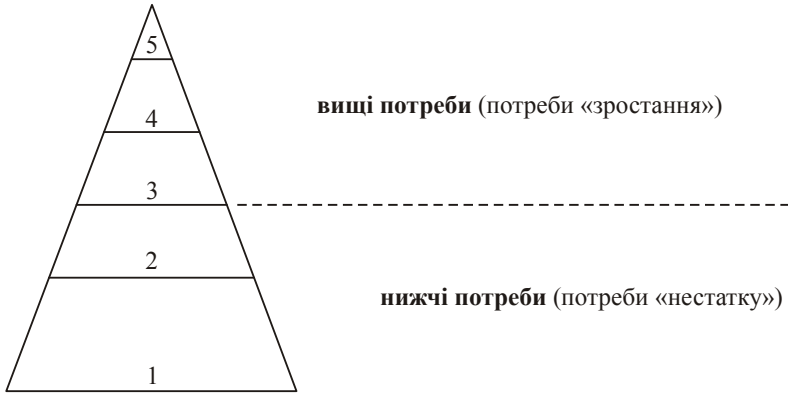 5
вищі потреби (потреби «зростання»)
4
3
2
нижчі потреби (потреби «нестатку»)
1